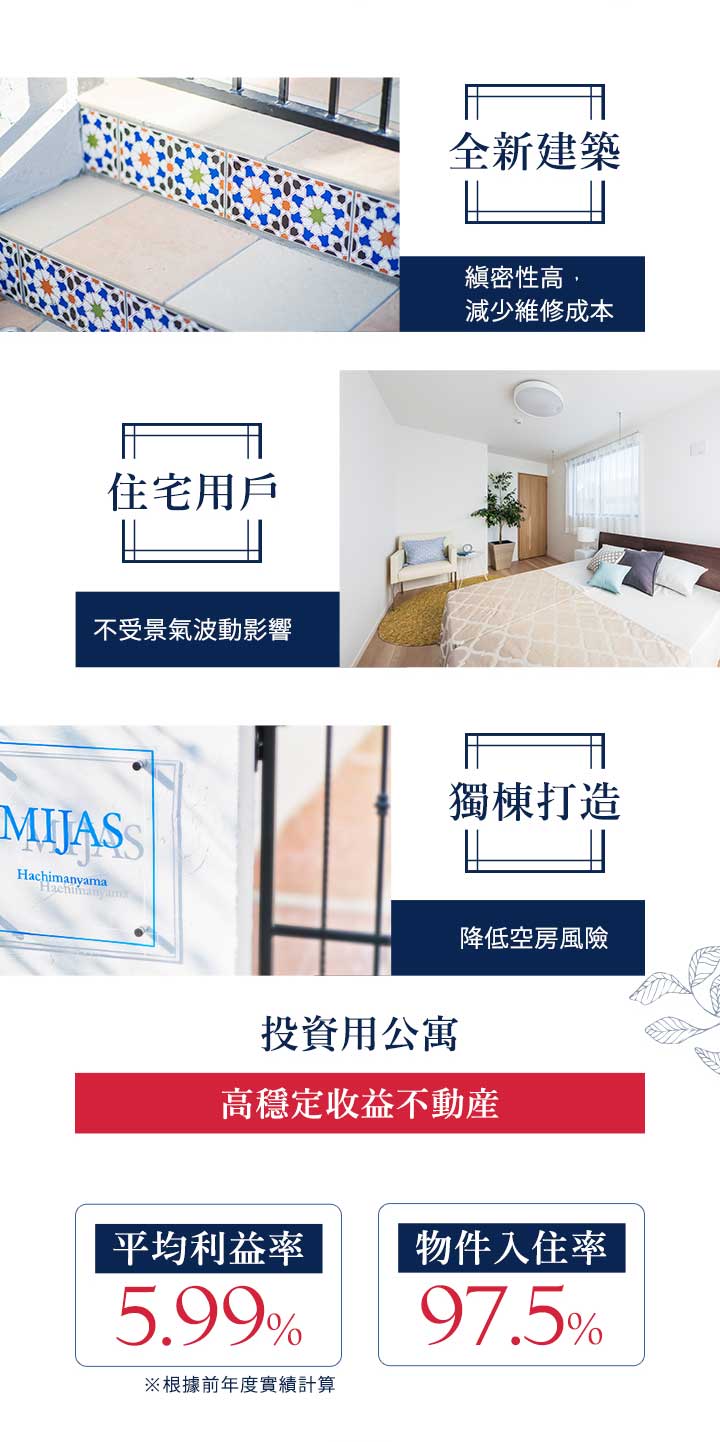 全新建築
縝密性高，
減少維修成本
住宅用戶
不受景氣波動影響
MIJAS
Hachimanyama
獨棟打造
降低空房風險
投資用公寓
高穩定收益不動産
平均利益率
5.99%
※根據前年度實績計算
物件入住率
97.5%